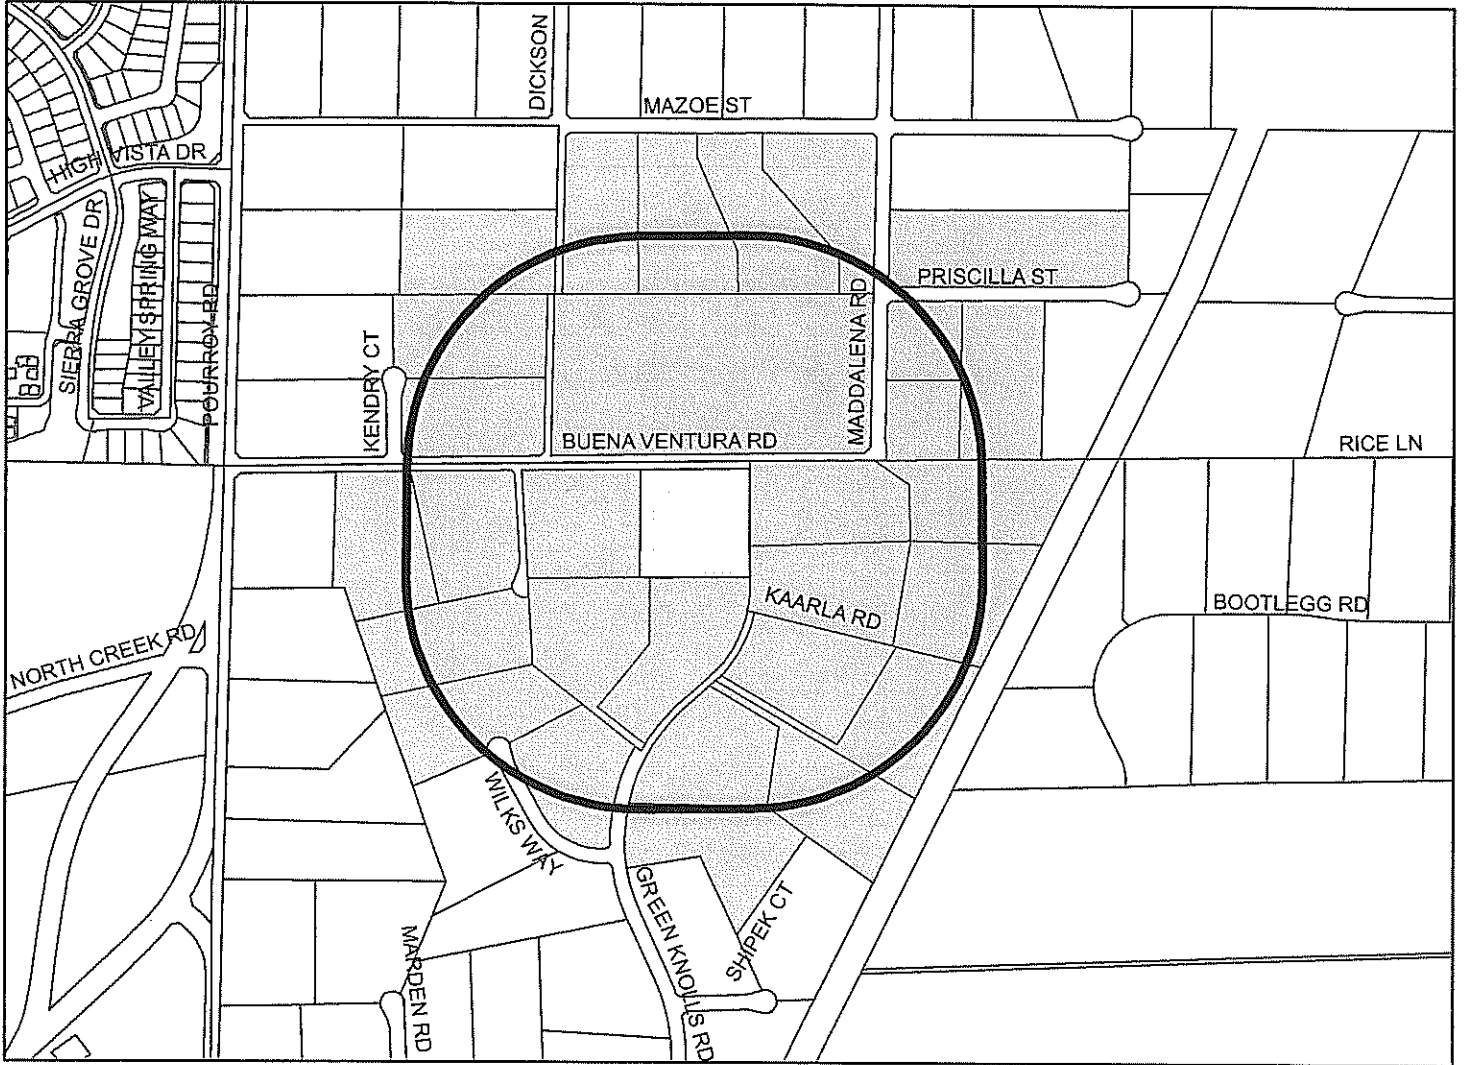 DICKSON
MAZOE ST
HIGH VISTA DR
SIERRA GROVE DR
VALLEY SPRING WAY
POURROY RD
PRISCILLA ST
KENDRY CT
MADDALENA RD
BUENA VENTURA RD
RICE LN
KAARLA RD
BOOTLEGG RD
NORTH CREEK RD
WILKS WAY
GREEN KNOLLS RD
SHIPEK CT
MARDEN RD